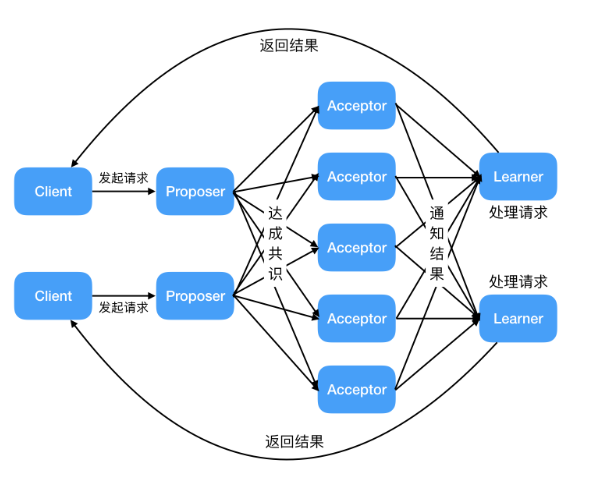 返回结果
Acceptor
Client
发起请求
Proposer
Acceptor
Learner
处理请求
达成共识
Acceptor
通知结果
Client
发起请求
Proposer
Acceptor
处理请求
Learner
Acceptor
返回结果